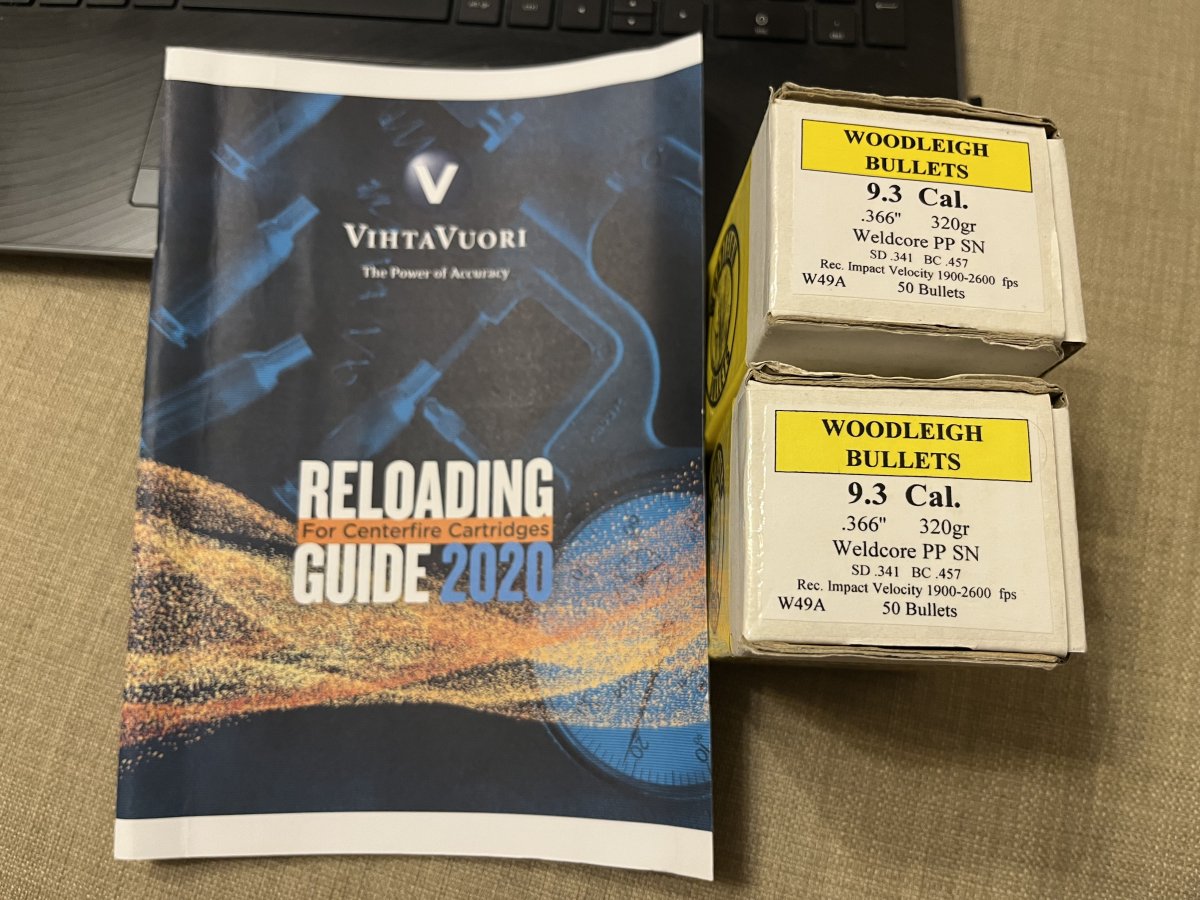 V
VIHTAVUORI
The Power of Accuracy
RELOADING
For Centerfire Cartridges
GUIDE 2020
WOODLEIGH
BULLETS
9.3 Cal.
.366" 320gr
Weldcore PP SN
SD .341 BC .457
Rec. Impact Velocity 1900-2600 fps
W49A 50 Bullets
WOODLEIGH
BULLETS
9.3 Cal.
.366" 320gr
Weldcore PP SN
SD .341 BC .457
Rec. Impact Velocity 1900-2600 fps
W49A 50 Bullets